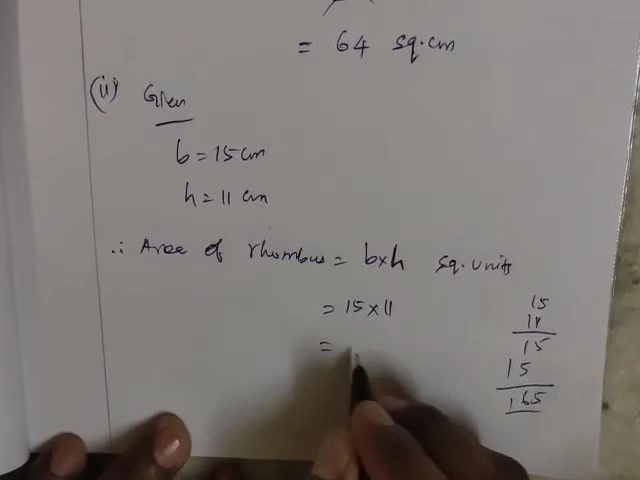 = 64 sq.cm
(ii) Given
b = 15 cm
h = 11 cm
∴ Area of rhombus = b×h sq.units
= 15 × 11
=
15
11
15
15
165